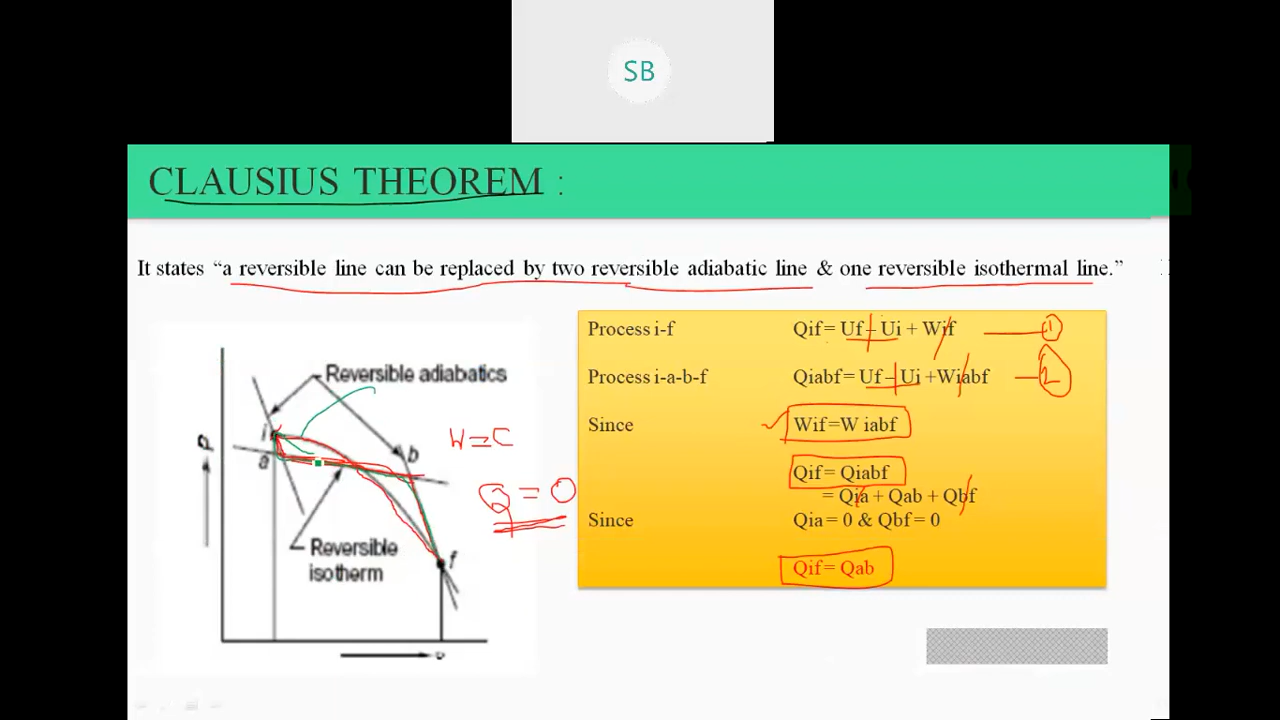 SB
CLAUSIUS THEOREM :
It states “a reversible line can be replaced by two reversible adiabatic line & one reversible isothermal line.”
Process i-f Qif= Uf – Ui + Wif 1
Process i-a-b-f Qiabf= Uf – Ui +Wiabf 2
Since Wif=W iabf
Qif= Qiabf
= Qia + Qab + Qbf
Since Qia = 0 & Qbf = 0
Qif= Qab
Reversible adiabatics
i
P
a
b
W = C
Q = 0
Reversible
isotherm
f